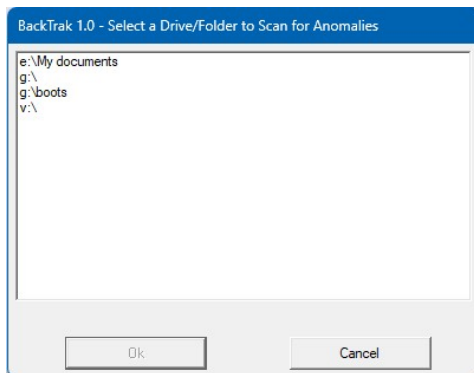 BackTrak 1.0 - Select a Drive/Folder to Scan for Anomalies
e:\My documents
g:\
g:\boots
v:\
Ok
Cancel